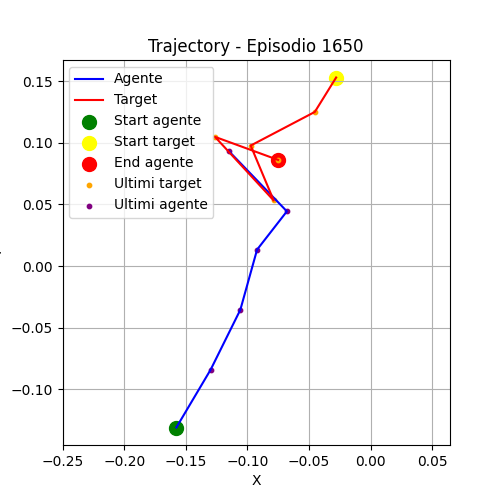 Trajectory - Episodio 1650
Agente
Target
Start agente
Start target
End agente
Ultimi target
Ultimi agente
0.15
0.10
0.05
0.00
−0.05
−0.10
−0.25
−0.20
−0.15
−0.10
−0.05
0.00
0.05
X